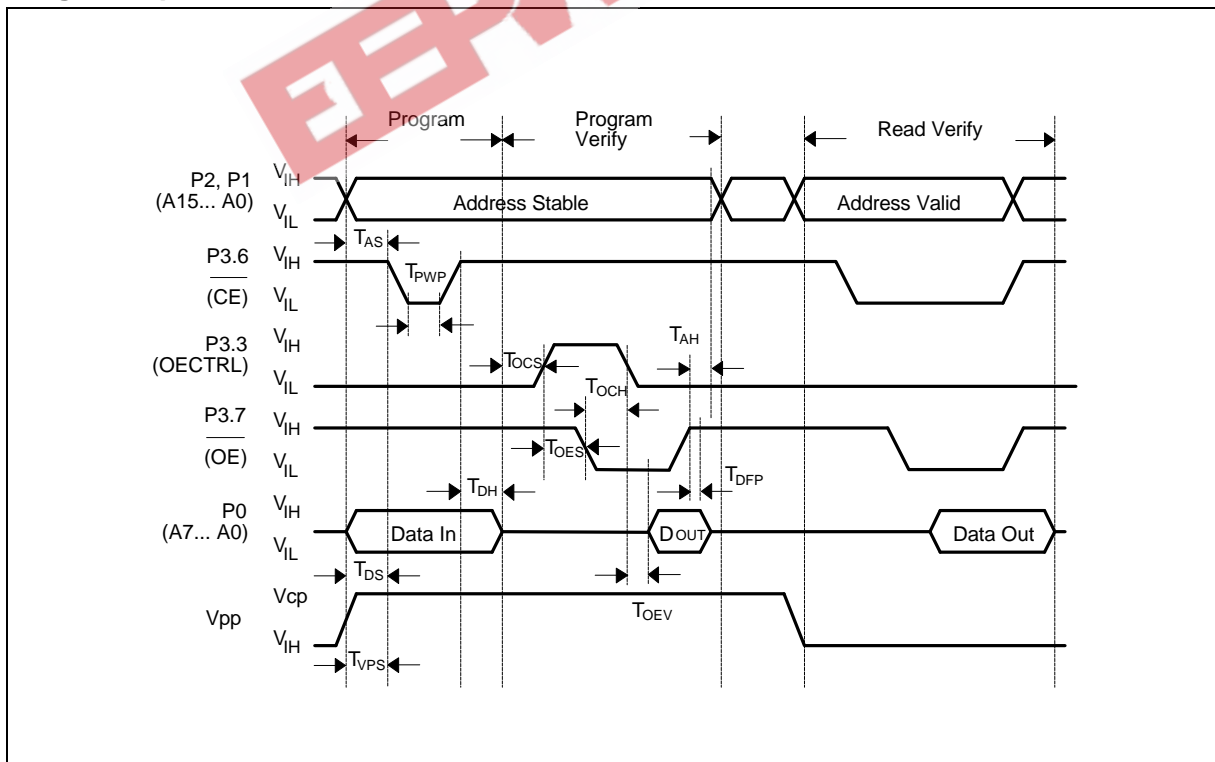 EEPW
Program
Program
Verify
Read Verify
P2, P1
(A15... A0)
VIH
VIL
Address Stable
Address Valid
TAS
P3.6
(CE)
VIH
VIL
TPWP
P3.3
(OECTRL)
VIH
VIL
TOCS
TOCH
TAH
P3.7
(OE)
VIH
VIL
TOES
TDFP
TDH
P0
(A7... A0)
VIH
VIL
Data In
DOUT
Data Out
TDS
TOEV
Vpp
Vcp
VIH
TVPS